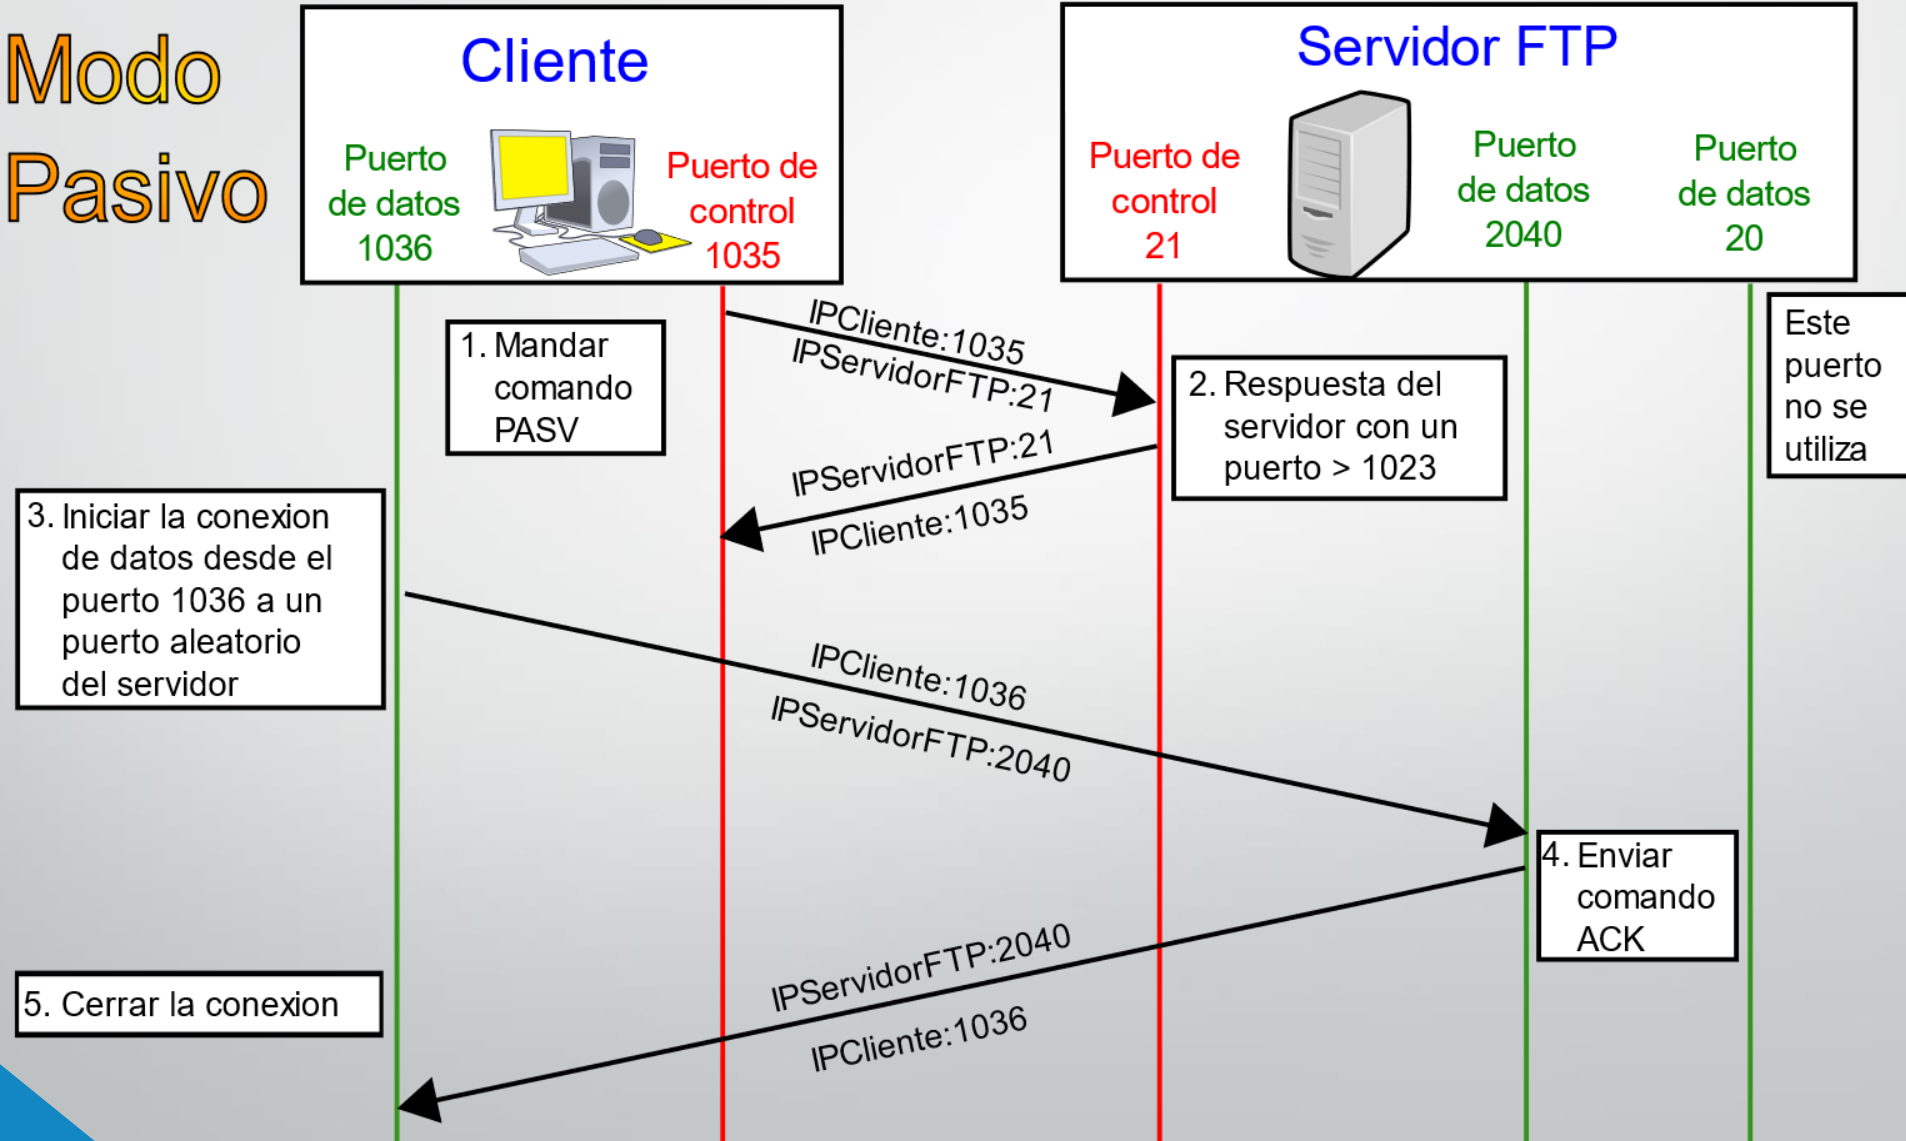 Modo
Pasivo
Cliente
Puerto
de datos
1036
Puerto de
control
1035
Servidor FTP
Puerto de
control
21
Puerto
de datos
2040
Puerto
de datos
20
Este
puerto
no se
utiliza
1. Mandar
comando
PASV
IPCliente:1035
IPServidorFTP:21
2. Respuesta del
servidor con un
puerto > 1023
IPServidorFTP:21
IPCliente:1035
3. Iniciar la conexion
de datos desde el
puerto 1036 a un
puerto aleatorio
del servidor
IPCliente:1036
IPServidorFTP:2040
4. Enviar
comando
ACK
IPServidorFTP:2040
IPCliente:1036
5. Cerrar la conexion